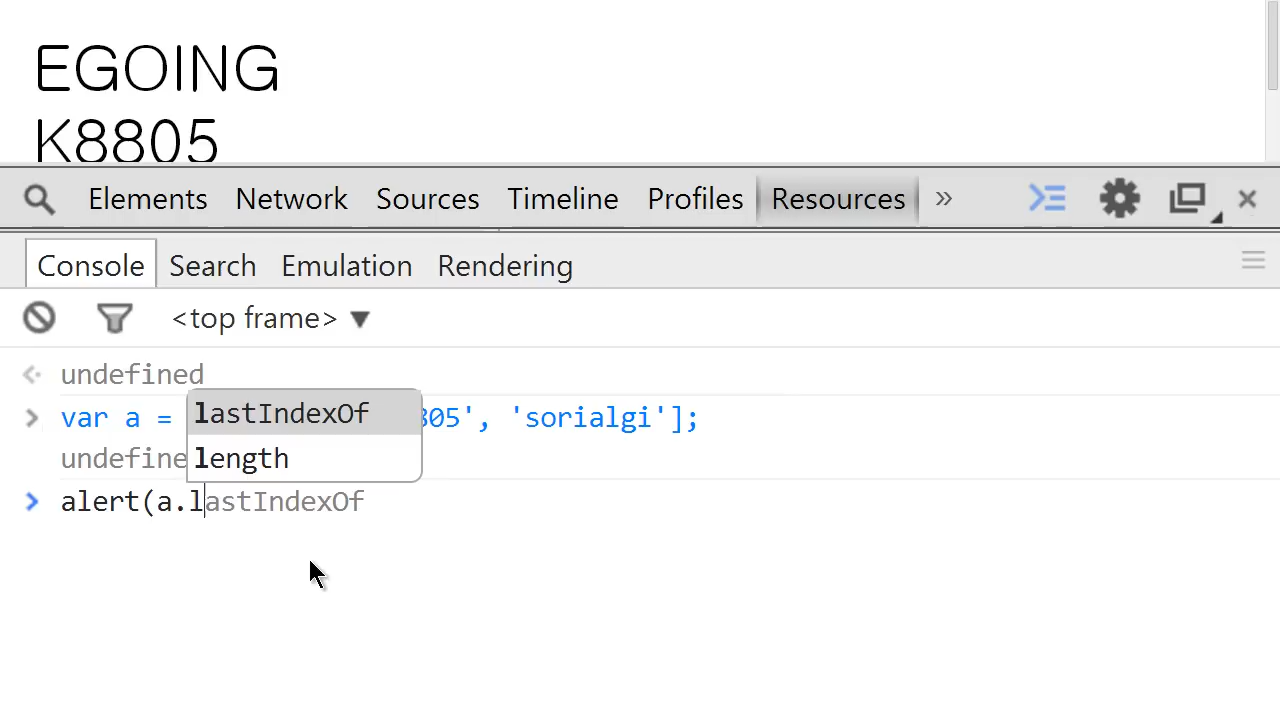 EGOING
K8805
Elements Network Sources Timeline Profiles Resources »
Console Search Emulation Rendering
<top frame> ▼
undefined
var a = 805', 'sorialgi'];
lastIndexOf
undefine
length
alert(a.lastIndexOf